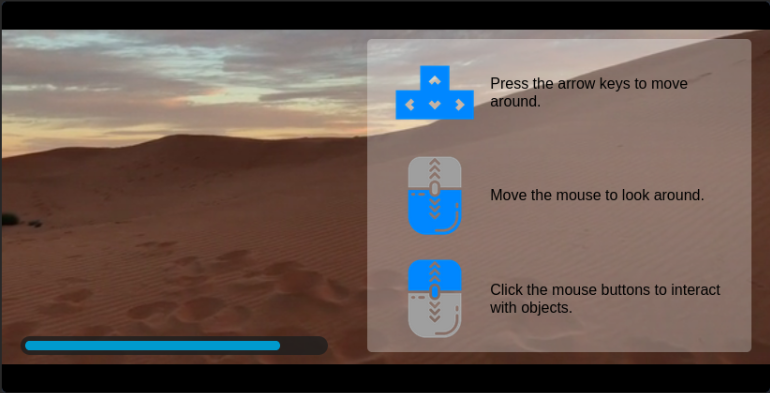 Press the arrow keys to move
around.
Move the mouse to look around.
Click the mouse buttons to interact
with objects.